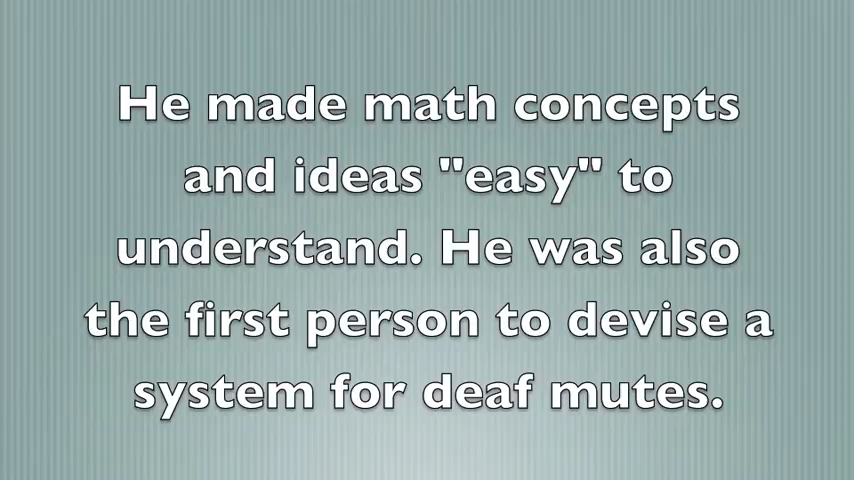 He made math concepts
and ideas "easy" to
understand. He was also
the first person to devise a
system for deaf mutes.